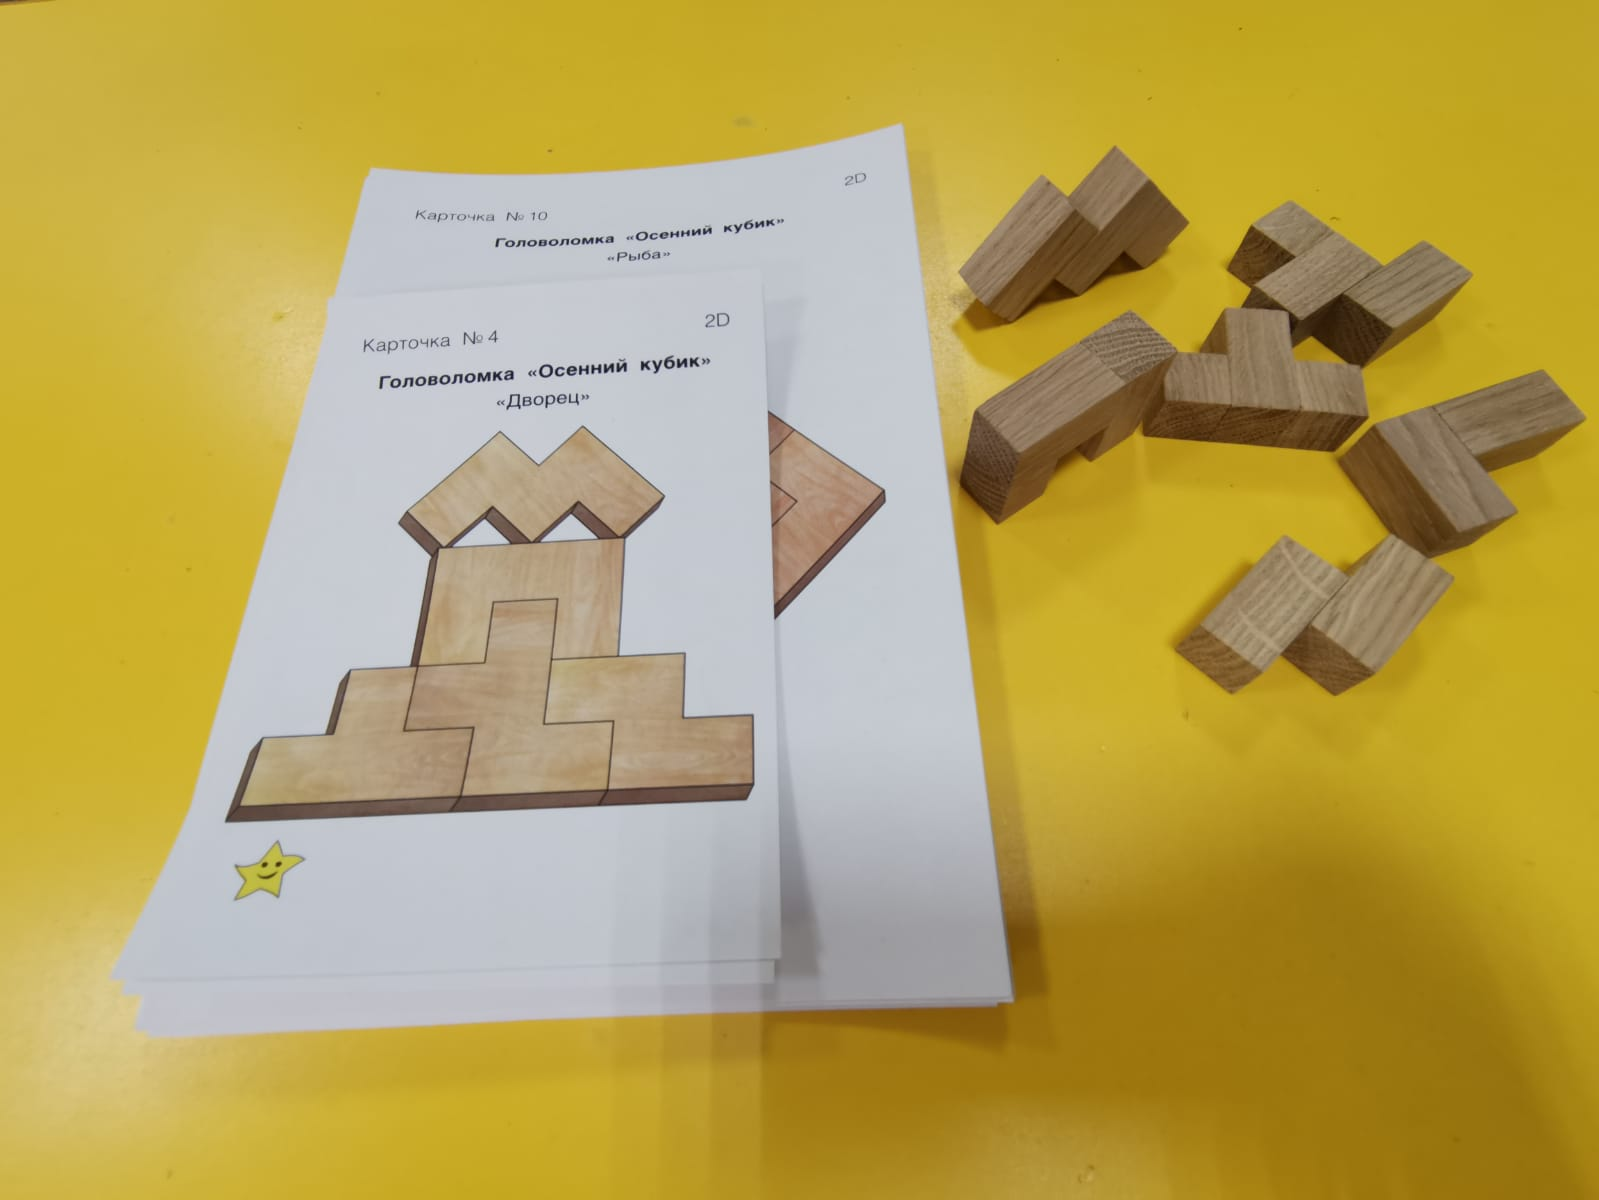 Карточка № 10
2D
Головоломка «Осенний кубик»
«Рыба»
Карточка № 4
2D
Головоломка «Осенний кубик»
«Дворец»